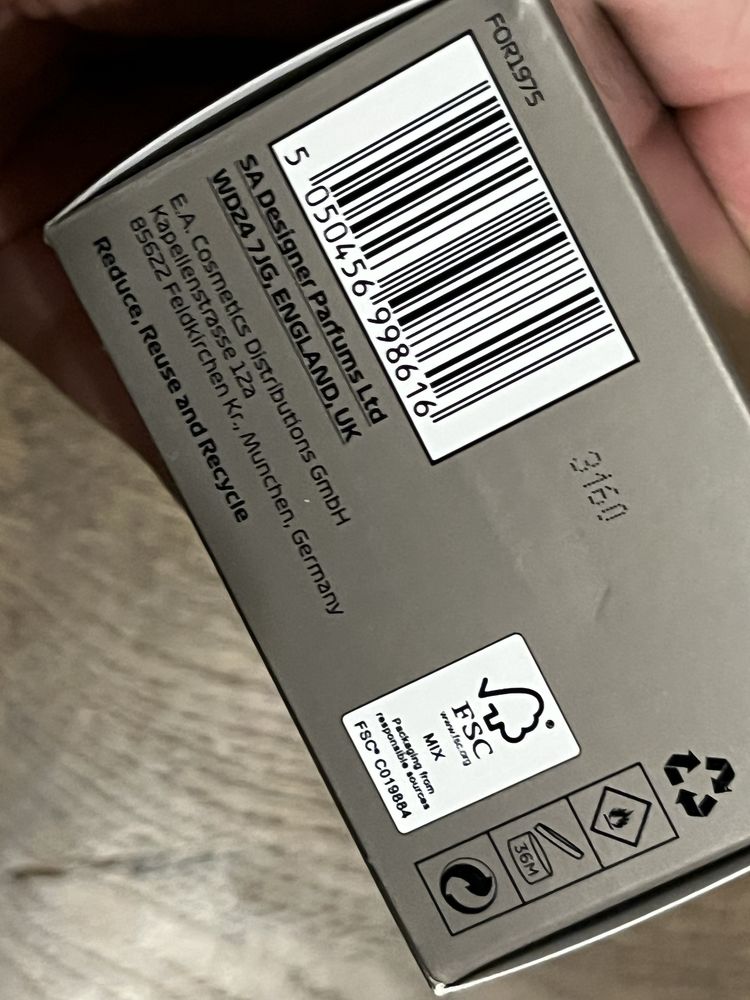 FOR1975
5 050456 998616
SA Designer Parfums Ltd
WD24 7JG, ENGLAND, UK
E.A. Cosmetics Distributions GmbH
Kapellenstrasse 12a
85622 Feldkirchen Kr., Munchen, Germany
Reduce, Reuse and Recycle
3160
®
FSC
www.fsc.org
MIX
Packaging from
responsible sources
FSC® C019884
36M